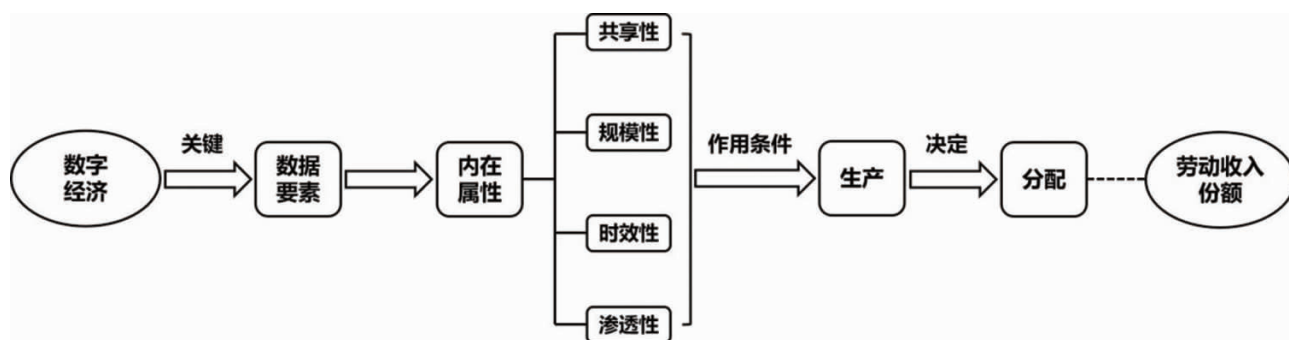 数字
经济
关键
数据
要素
内在
属性
共享性
规模性
时效性
渗透性
作用条件
生产
决定
分配
劳动收入
份额